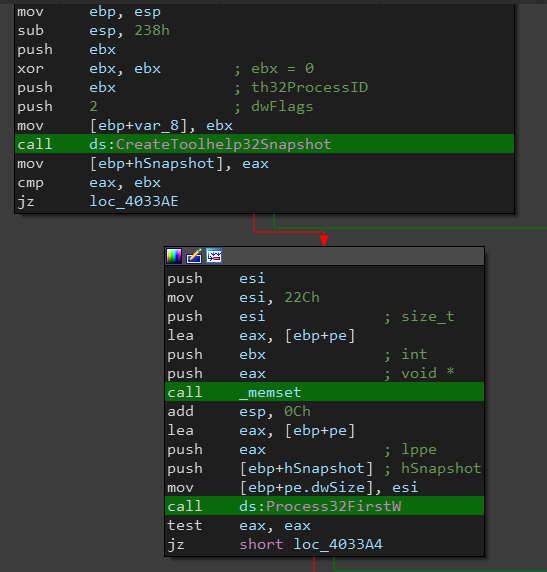 mov ebp, esp
sub esp, 238h
push ebx
xor ebx, ebx ; ebx = 0
push ebx ; th32ProcessID
push 2 ; dwFlags
mov [ebp+var_8], ebx
call ds:CreateToolhelp32Snapshot
mov [ebp+hSnapshot], eax
cmp eax, ebx
jz loc_4033AE
push esi
mov esi, 22Ch
push esi ; size_t
lea eax, [ebp+pe]
push ebx ; int
push eax ; void *
call _memset
add esp, 0Ch
lea eax, [ebp+pe]
push eax ; lppe
push [ebp+hSnapshot] ; hSnapshot
mov [ebp+pe.dwSize], esi
call ds:Process32FirstW
test eax, eax
jz short loc_4033A4